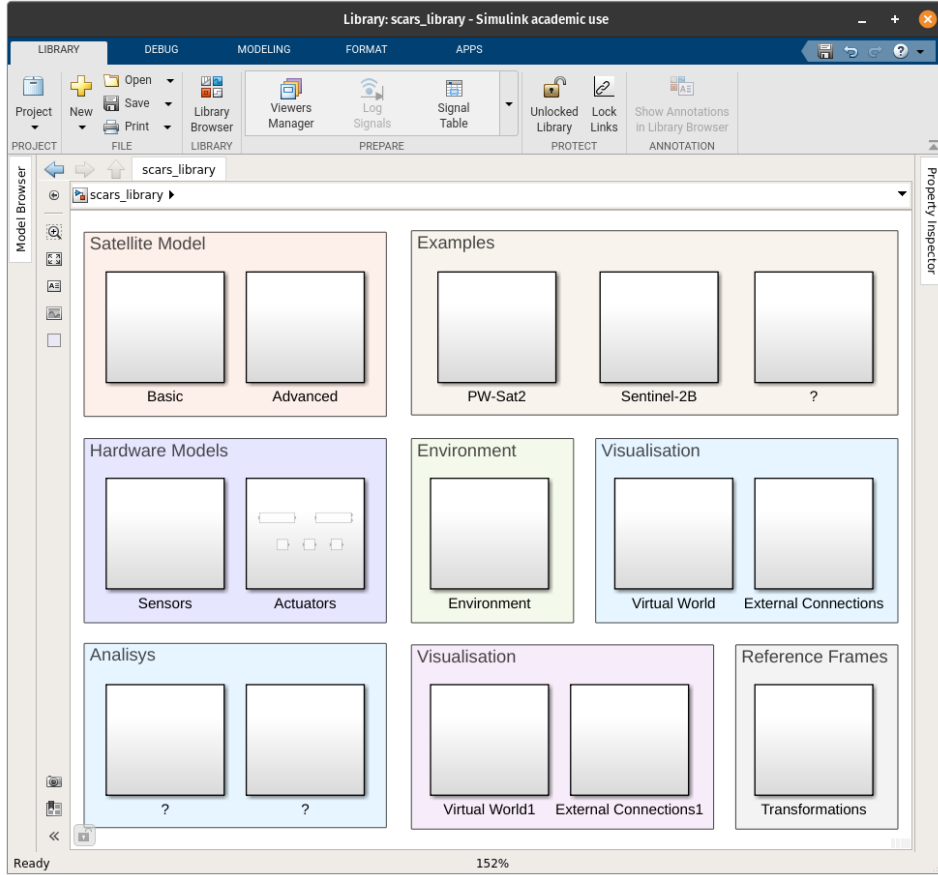 Library: scars_library - Simulink academic use
LIBRARY DEBUG MODELING FORMAT APPS
Project
New
Open
Save
Print
Library
Browser
Viewers
Manager
Log
Signals
Signal
Table
Unlocked
Library
Lock
Links
Show Annotations
in Library Browser
PROJECT FILE LIBRARY PREPARE PROTECT ANNOTATION
Model Browser
scars_library
scars_library
Property Inspector
Satellite Model
Basic Advanced
Examples
PW-Sat2 Sentinel-2B ?
Hardware Models
Sensors Actuators
Environment
Environment
Visualisation
Virtual World External Connections
Analisys
? ?
Visualisation
Virtual World1 External Connections1
Reference Frames
Transformations
Ready 152%